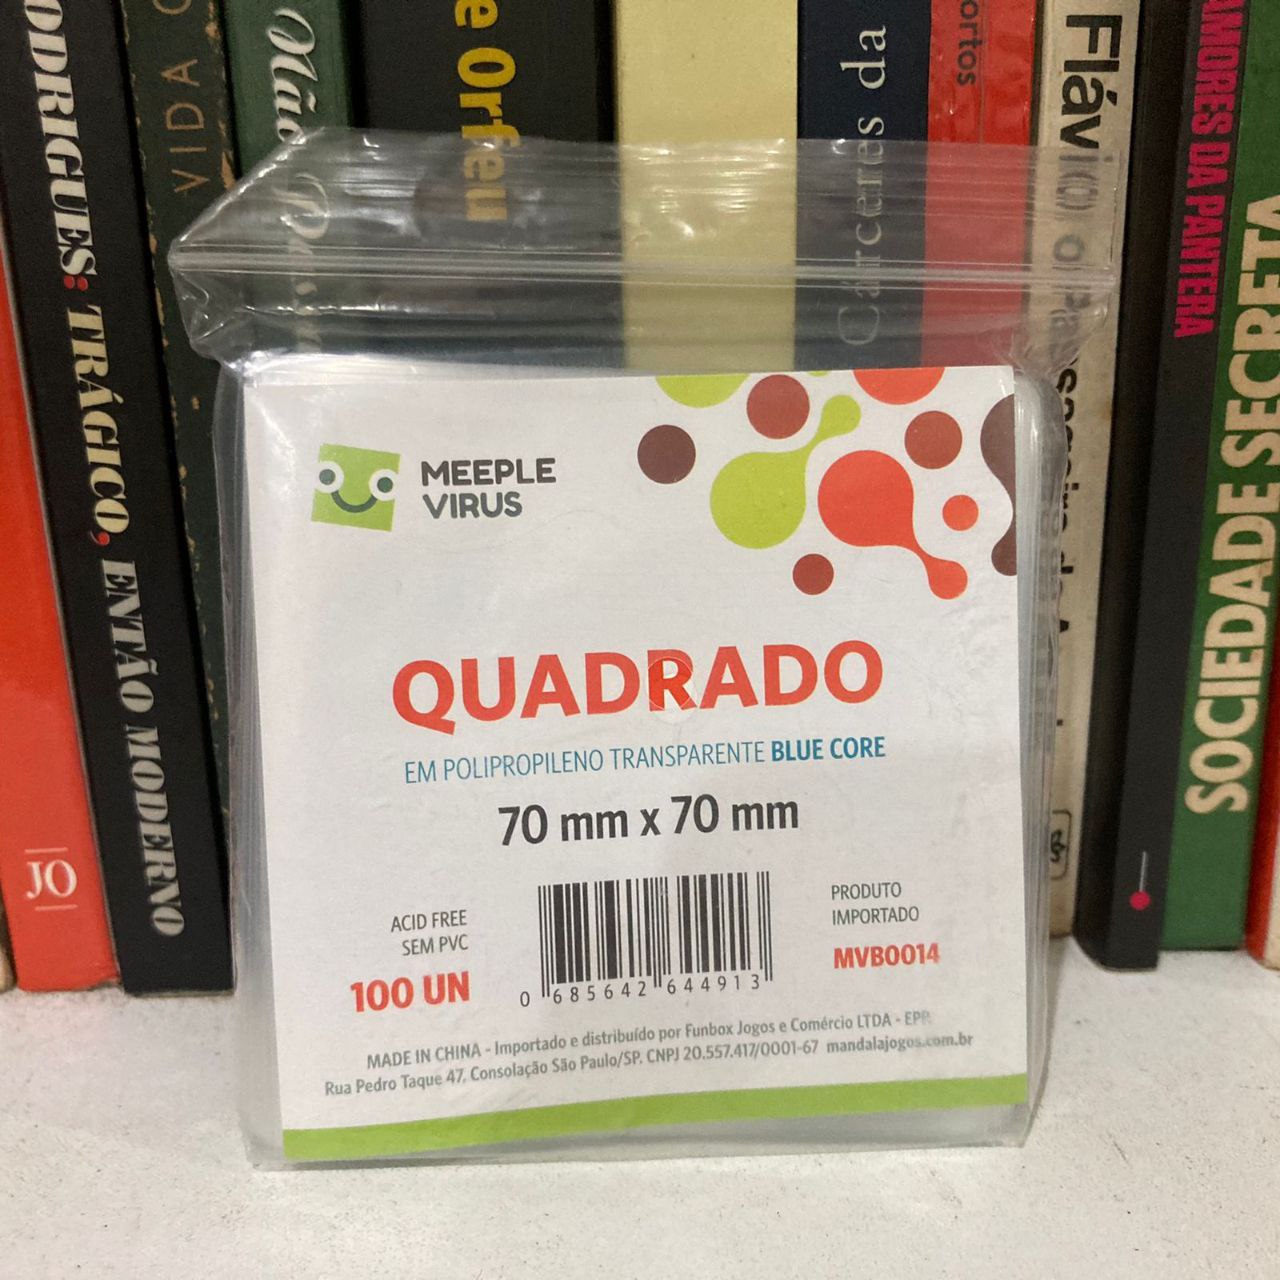 ODRIGUES: TRÁGICO, ENTÃO MODERNO
JO
VIDA
Mão
e Orfeu
Cárceres da
ortos
Flávio, o
AMORES DA PANTERA
SOCIEDADE SECRETA
MEEPLE
VIRUS
QUADRADO
EM POLIPROPILENO TRANSPARENTE BLUE CORE
70 mm x 70 mm
ACID FREE
SEM PVC
100 UN
0 685642 644913
PRODUTO
IMPORTADO
MVB0014
MADE IN CHINA - Importado e distribuído por Funbox Jogos e Comércio LTDA - EPP.
Rua Pedro Taque 47, Consolação São Paulo/SP. CNPJ 20.557.417/0001-67 mandalajogos.com.br